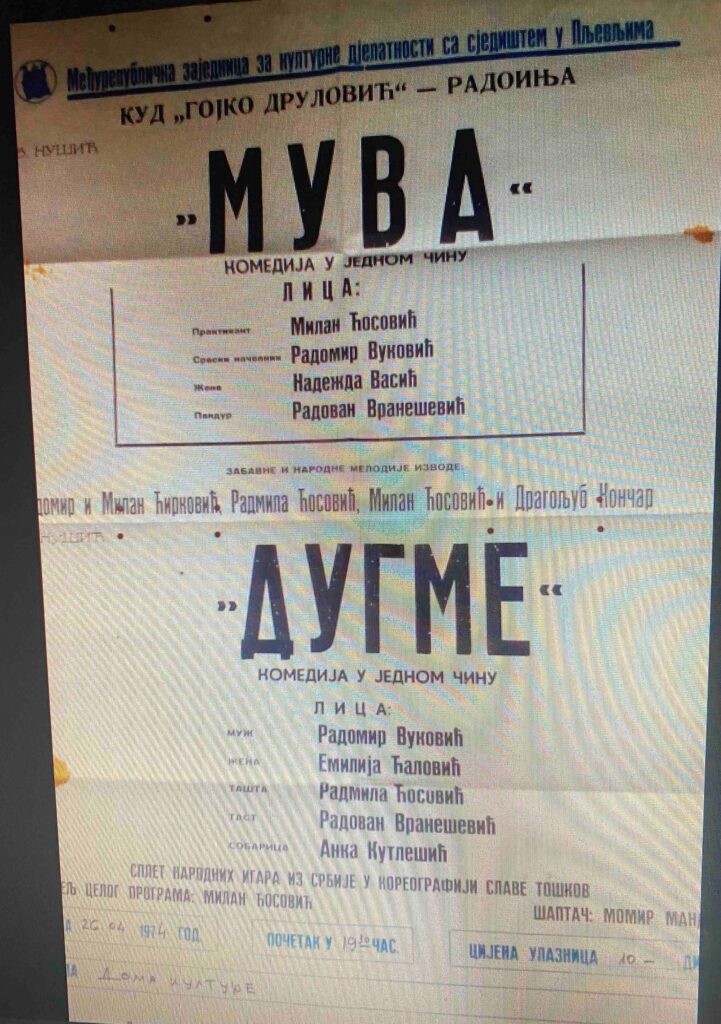 Међурепубличка заједница за културне дјелатности са сједиштем у Пљевљима
КУД „ГОЈКО ДРУЛОВИЋ“ — РАДОИЊА
НУШИЋ
»МУВА«
КОМЕДИЈА У ЈЕДНОМ ЧИНУ
ЛИЦА:
Практикант Милан Ћосовић
Срески начелник Радомир Вуковић
Жена Надежда Васић
Пандур Радован Вранешевић
ЗАБАВНЕ И НАРОДНЕ МЕЛОДИЈЕ ИЗВОДЕ:
и Милан Ћирковић, Радмила Ћосовић, Милан Ћосовић и Драгољуб Кончар
НУШИЋ
»ДУГМЕ«
КОМЕДИЈА У ЈЕДНОМ ЧИНУ
ЛИЦА:
МУЖ Радомир Вуковић
ЖЕНА Емилија Ћаловић
ТАШТА Радмила Ћосовић
ТАСТ Радован Вранешевић
СОБАРИЦА Анка Кутлешић
СПЛЕТ НАРОДНИХ ИГАРА ИЗ СРБИЈЕ У КОРЕОГРАФИЈИ СЛАВЕ ТОШКОВ
ЦЕЛОГ ПРОГРАМА: МИЛАН ЋОСОВИЋ
ШАПТАЧ: МОМИР
26 04 1974 ГОД.
ПОЧЕТАК У 19³⁰ ЧАС.
ЦИЈЕНА УЛАЗНИЦА 10.-
ДОМА КУЛТУРЕ